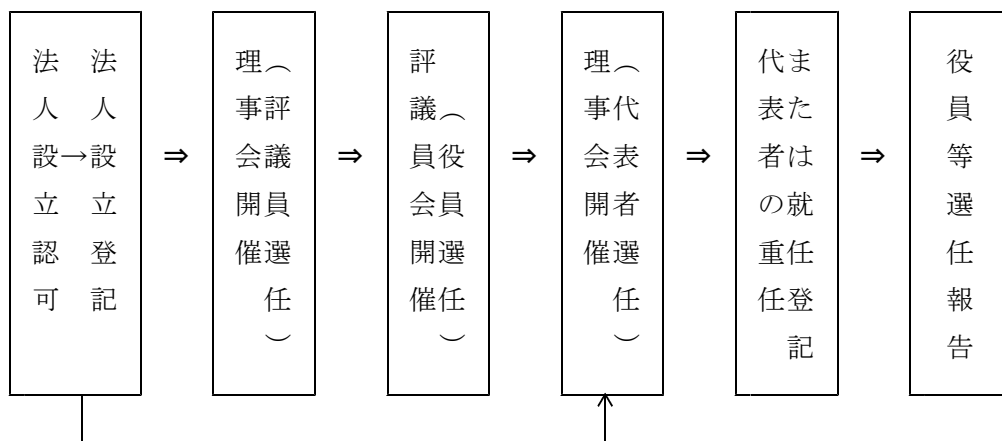 法人設立認可
→
法人設立登記
⇒
理事会開催
（評議員選任）
⇒
評議員会開催
（役員選任）
⇒
理事会開催
（代表者選任）
⇒
代表者の重任
または就任登記
⇒
役員等選任報告